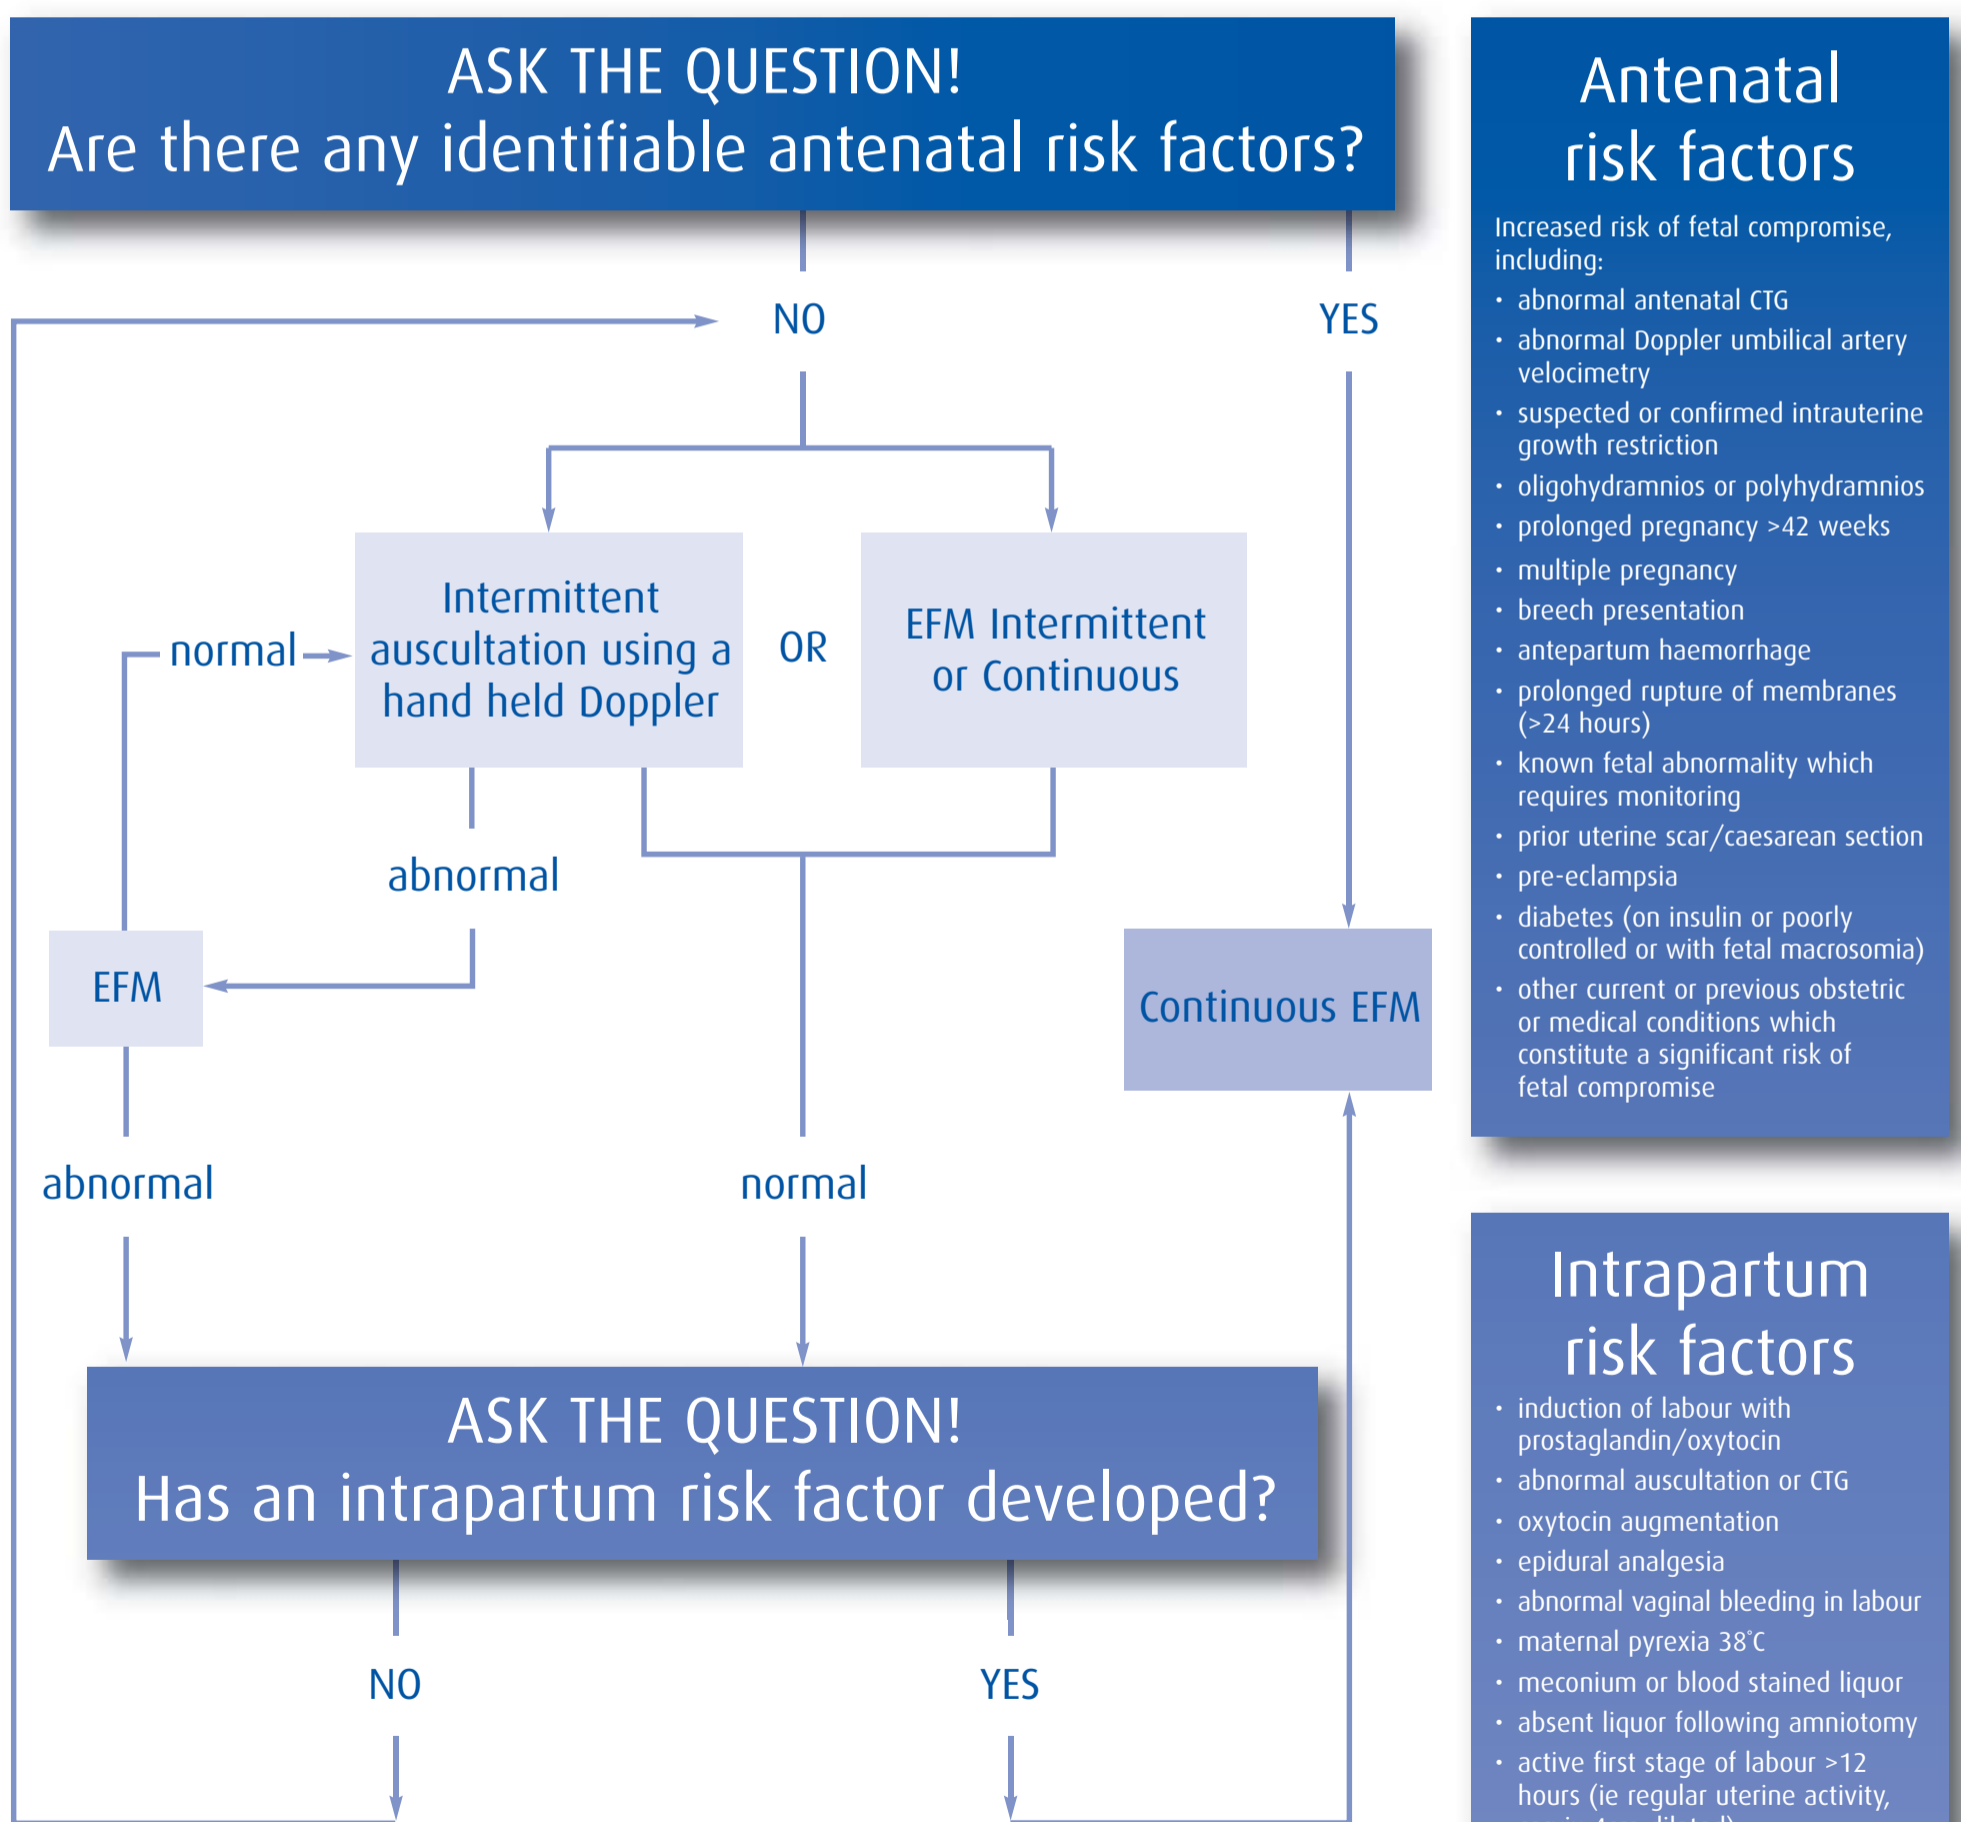 ASK THE QUESTION!
Are there any identifiable antenatal risk factors?
NO
YES
Intermittent
auscultation using a
hand held Doppler
OR
EFM Intermittent
or Continuous
normal
abnormal
EFM
Continuous EFM
abnormal
normal
ASK THE QUESTION!
Has an intrapartum risk factor developed?
NO
YES
Antenatal
risk factors
Increased risk of fetal compromise,
including:
• abnormal antenatal CTG
• abnormal Doppler umbilical artery
velocimetry
• suspected or confirmed intrauterine
growth restriction
• oligohydramnios or polyhydramnios
• prolonged pregnancy >42 weeks
• multiple pregnancy
• breech presentation
• antepartum haemorrhage
• prolonged rupture of membranes
(>24 hours)
• known fetal abnormality which
requires monitoring
• prior uterine scar/caesarean section
• pre-eclampsia
• diabetes (on insulin or poorly
controlled or with fetal macrosomia)
• other current or previous obstetric
or medical conditions which
constitute a significant risk of
fetal compromise
Intrapartum
risk factors
• induction of labour with
prostaglandin/oxytocin
• abnormal auscultation or CTG
• oxytocin augmentation
• epidural analgesia
• abnormal vaginal bleeding in labour
• maternal pyrexia 38°C
• meconium or blood stained liquor
• absent liquor following amniotomy
• active first stage of labour >12
hours (ie regular uterine activity,